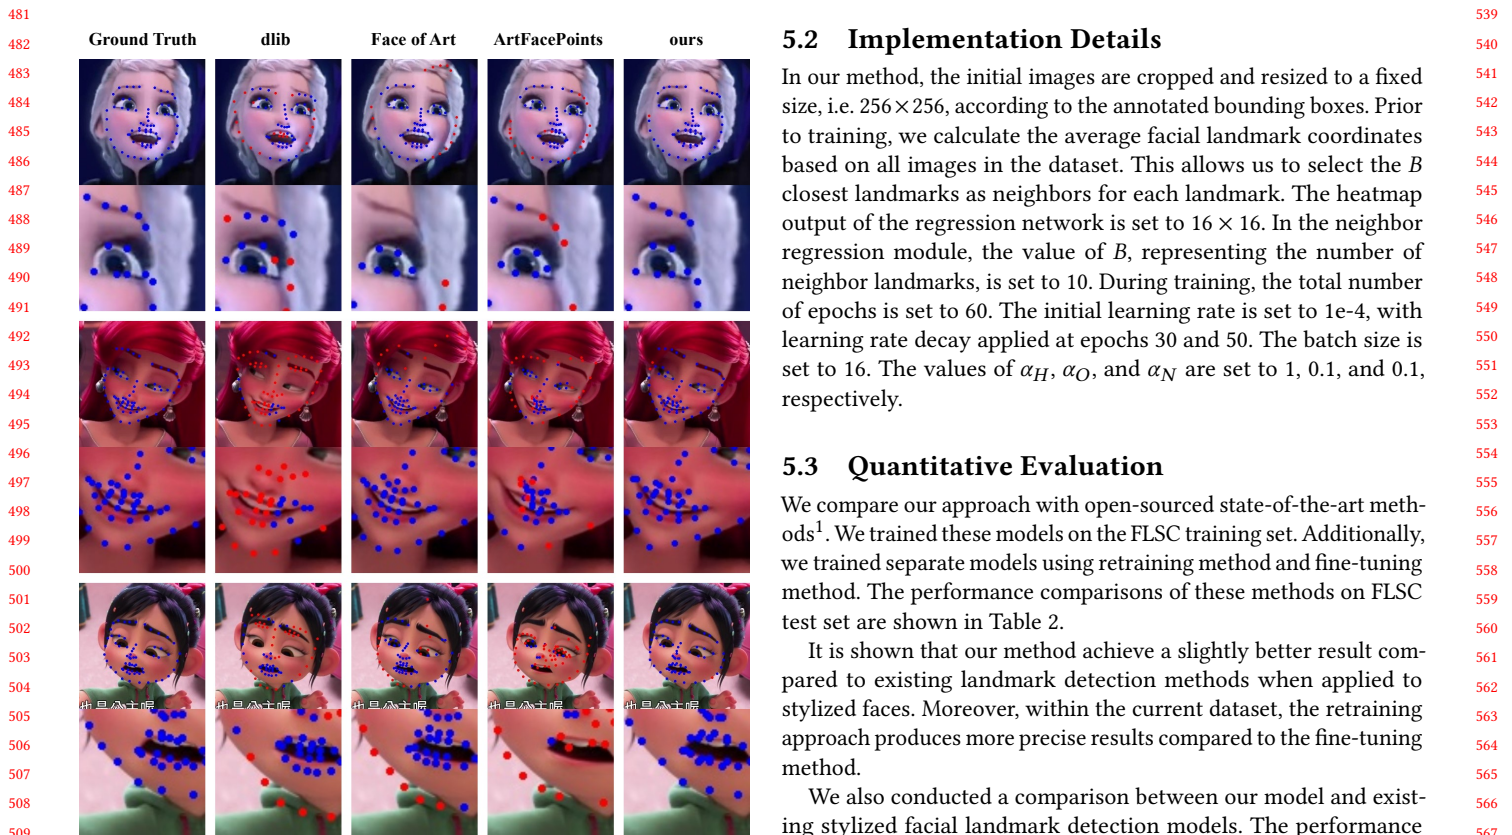 481
482
483
484
485
486
487
488
489
490
491
492
493
494
495
496
497
498
499
500
501
502
503
504
505
506
507
508
509
Ground Truth
dlib
Face of Art
ArtFacePoints
ours
5.2 Implementation Details
In our method, the initial images are cropped and resized to a fixed
size, i.e. 256×256, according to the annotated bounding boxes. Prior
to training, we calculate the average facial landmark coordinates
based on all images in the dataset. This allows us to select the B
closest landmarks as neighbors for each landmark. The heatmap
output of the regression network is set to 16 × 16. In the neighbor
regression module, the value of B, representing the number of
neighbor landmarks, is set to 10. During training, the total number
of epochs is set to 60. The initial learning rate is set to 1e-4, with
learning rate decay applied at epochs 30 and 50. The batch size is
set to 16. The values of α_H, α_O, and α_N are set to 1, 0.1, and 0.1,
respectively.
5.3 Quantitative Evaluation
We compare our approach with open-sourced state-of-the-art meth-
ods¹. We trained these models on the FLSC training set. Additionally,
we trained separate models using retraining method and fine-tuning
method. The performance comparisons of these methods on FLSC
test set are shown in Table 2.
It is shown that our method achieve a slightly better result com-
pared to existing landmark detection methods when applied to
stylized faces. Moreover, within the current dataset, the retraining
approach produces more precise results compared to the fine-tuning
method.
We also conducted a comparison between our model and exist-
ing stylized facial landmark detection models. The performance
539
540
541
542
543
544
545
546
547
548
549
550
551
552
553
554
555
556
557
558
559
560
561
562
563
564
565
566
567